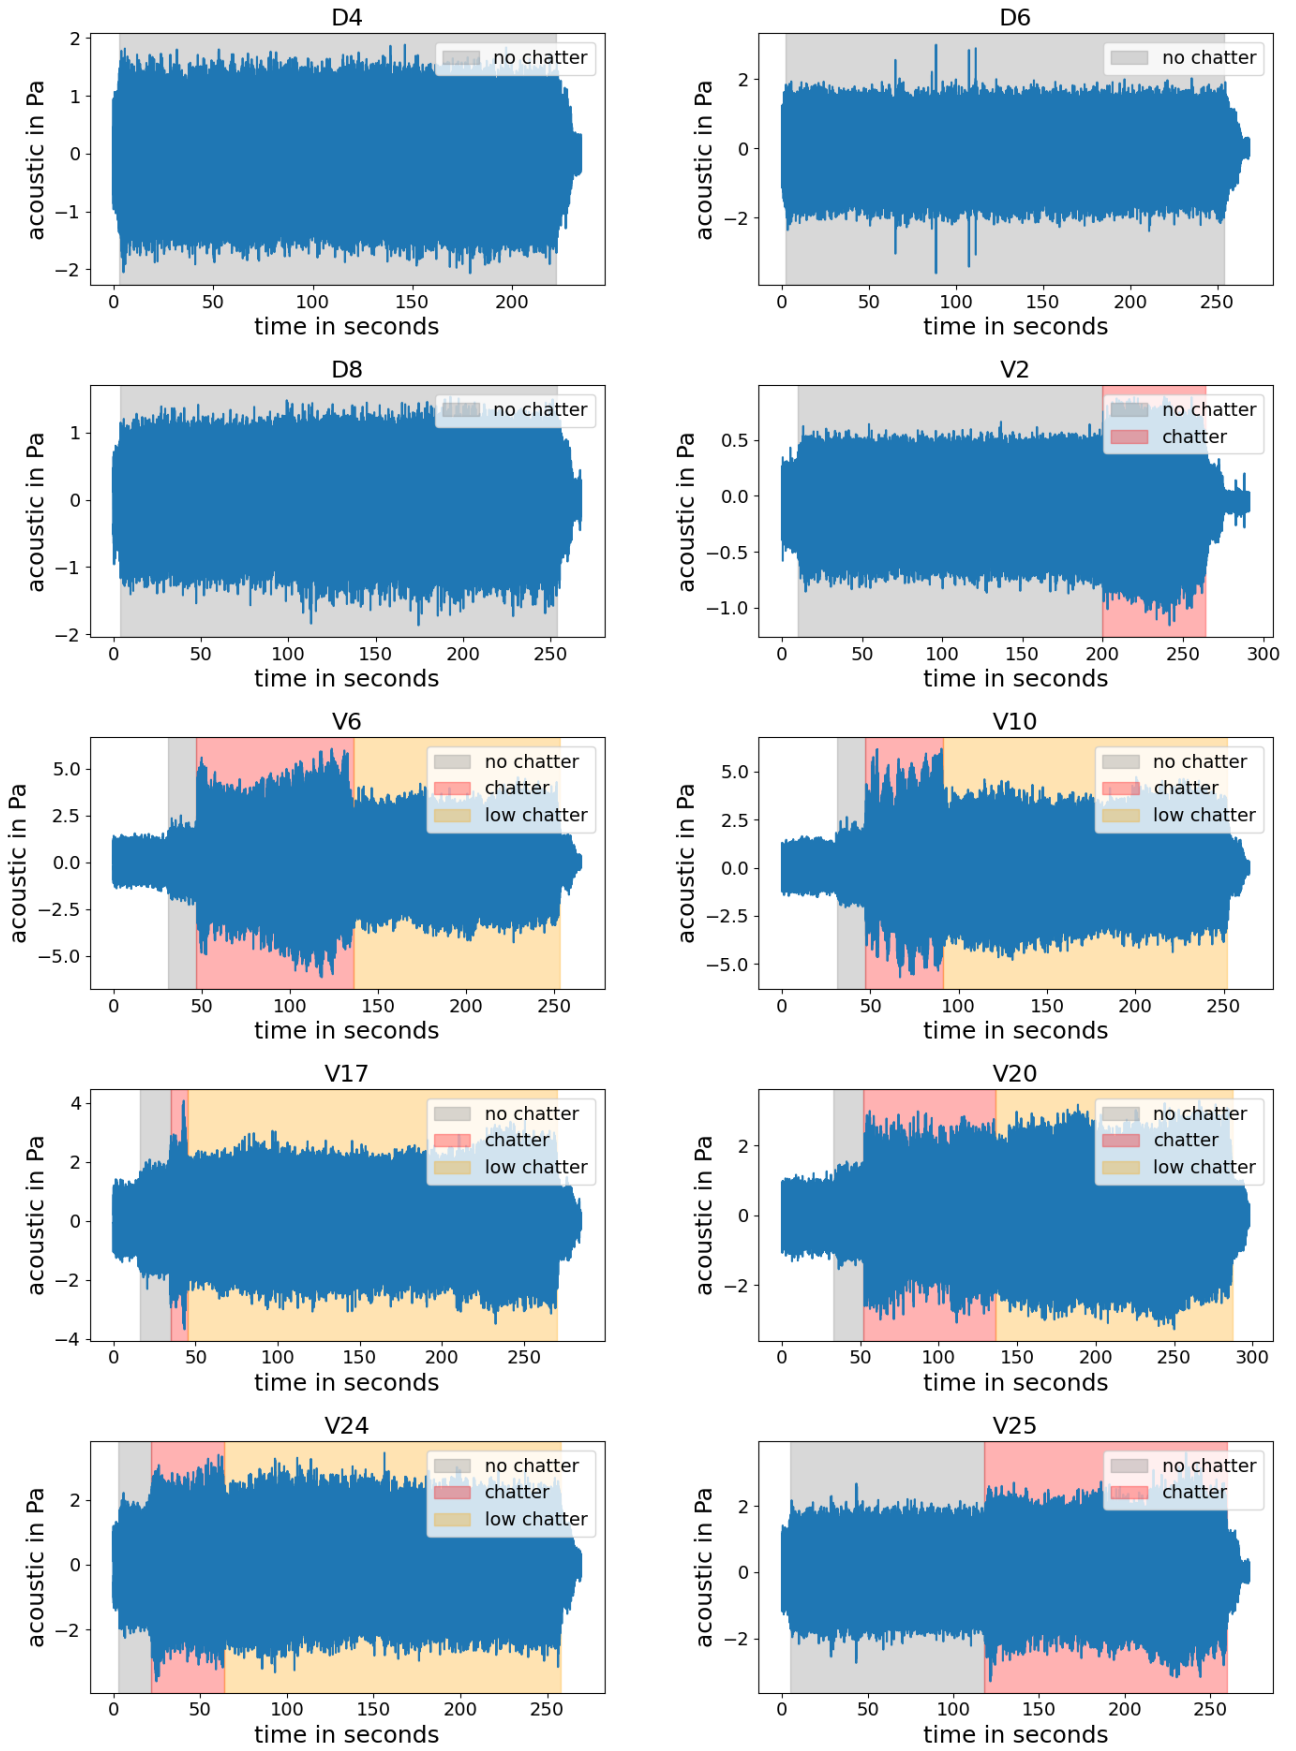 D4
no chatter
acoustic in Pa
2
1
0
−1
−2
0 50 100 150 200
time in seconds
D6
no chatter
acoustic in Pa
2
0
−2
0 50 100 150 200 250
time in seconds
D8
no chatter
acoustic in Pa
1
0
−1
−2
0 50 100 150 200 250
time in seconds
V2
no chatter
chatter
acoustic in Pa
0.5
0.0
−0.5
−1.0
0 50 100 150 200 250 300
time in seconds
V6
no chatter
chatter
low chatter
acoustic in Pa
5.0
2.5
0.0
−2.5
−5.0
0 50 100 150 200 250
time in seconds
V10
no chatter
chatter
low chatter
acoustic in Pa
5.0
2.5
0.0
−2.5
−5.0
0 50 100 150 200 250
time in seconds
V17
no chatter
chatter
low chatter
acoustic in Pa
4
2
0
−2
−4
0 50 100 150 200 250
time in seconds
V20
no chatter
chatter
low chatter
acoustic in Pa
2
0
−2
0 50 100 150 200 250 300
time in seconds
V24
no chatter
chatter
low chatter
acoustic in Pa
2
0
−2
0 50 100 150 200 250
time in seconds
V25
no chatter
chatter
acoustic in Pa
2
0
−2
0 50 100 150 200 250
time in seconds